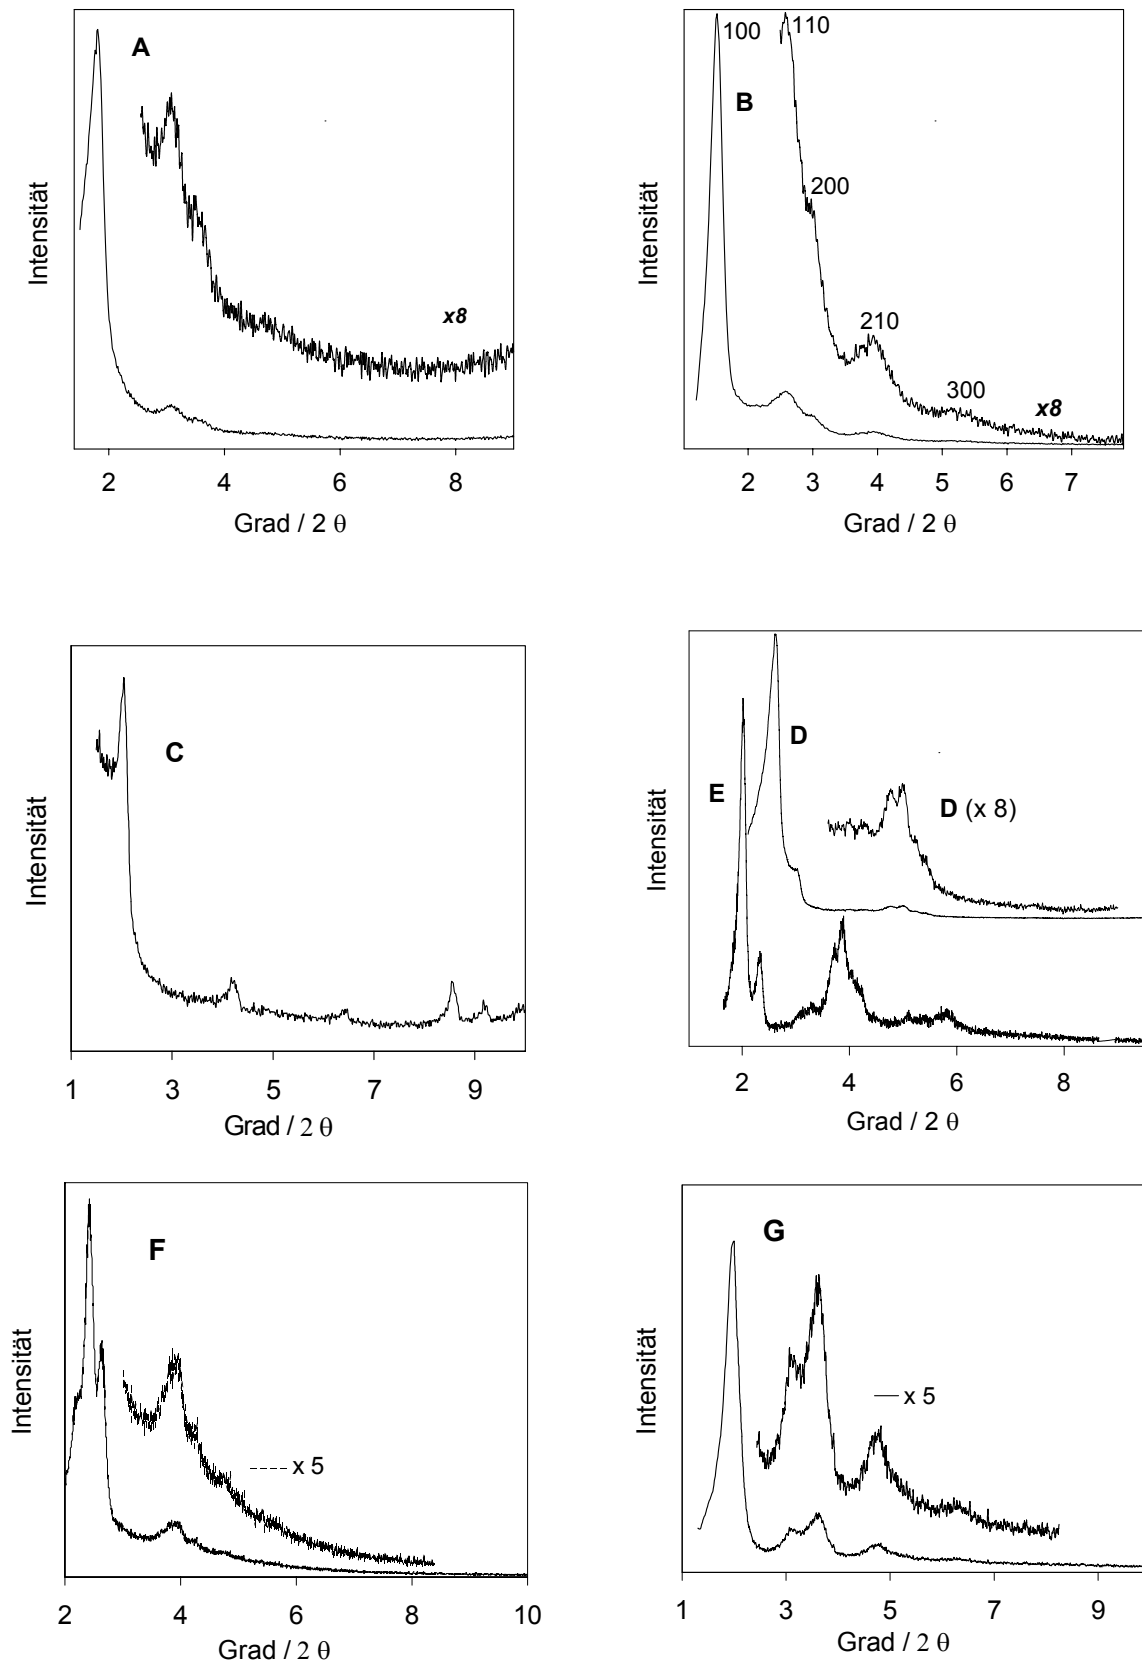 A
Intensität
x8
2 4 6 8
Grad / 2 θ
100 110
B
200
210
300
x8
Intensität
2 3 4 5 6 7
Grad / 2 θ
C
Intensität
1 3 5 7 9
Grad / 2 θ
D
E
D (x 8)
Intensität
2 4 6 8
Grad / 2 θ
F
x 5
Intensität
2 4 6 8 10
Grad / 2 θ
G
x 5
Intensität
1 3 5 7 9
Grad / 2 θ